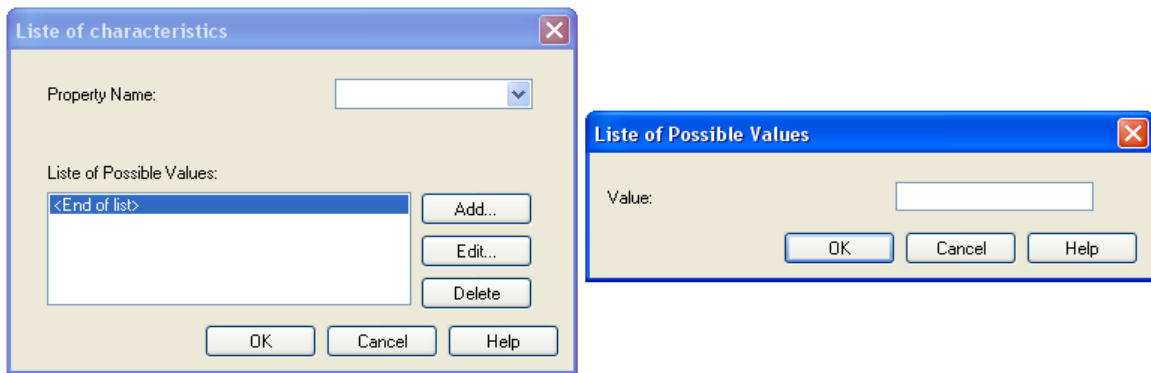 Liste of characteristics
Property Name:
Liste of Possible Values:
<End of list>
Add...
Edit...
Delete
OK Cancel Help
Liste of Possible Values
Value:
OK Cancel Help